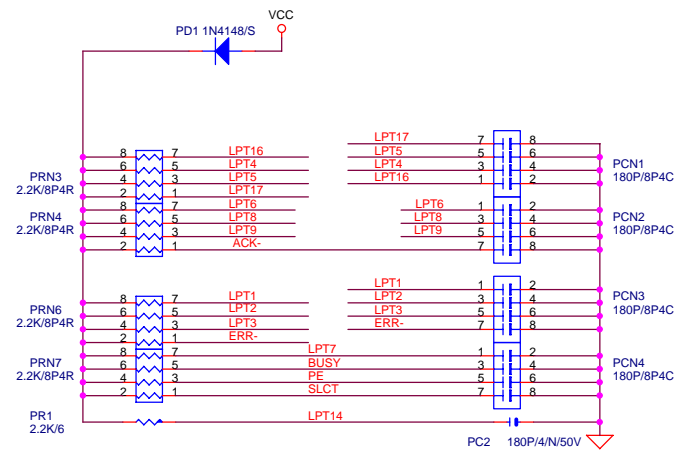 VCC
PD1 1N4148/S
LPT17
8 7 LPT16 7 8
PRN3 6 5 LPT4 LPT5 5 6 PCN1
2.2K/8P4R 4 3 LPT5 LPT4 3 4 180P/8P4C
2 1 LPT17 LPT16 1 2
PRN4 8 7 LPT6 LPT6 1 2 PCN2
2.2K/8P4R 6 5 LPT8 LPT8 3 4 180P/8P4C
4 3 LPT9 LPT9 5 6
2 1 ACK- 7 8
LPT1 1 2
PRN6 8 7 LPT1 LPT2 3 4 PCN3
2.2K/8P4R 6 5 LPT2 LPT3 5 6 180P/8P4C
4 3 LPT3 ERR- 7 8
2 1 ERR-
PRN7 8 7 LPT7 1 2 PCN4
2.2K/8P4R 6 5 BUSY 3 4 180P/8P4C
4 3 PE 5 6
2 1 SLCT 7 8
PR1 LPT14
2.2K/6
PC2 180P/4/N/50V